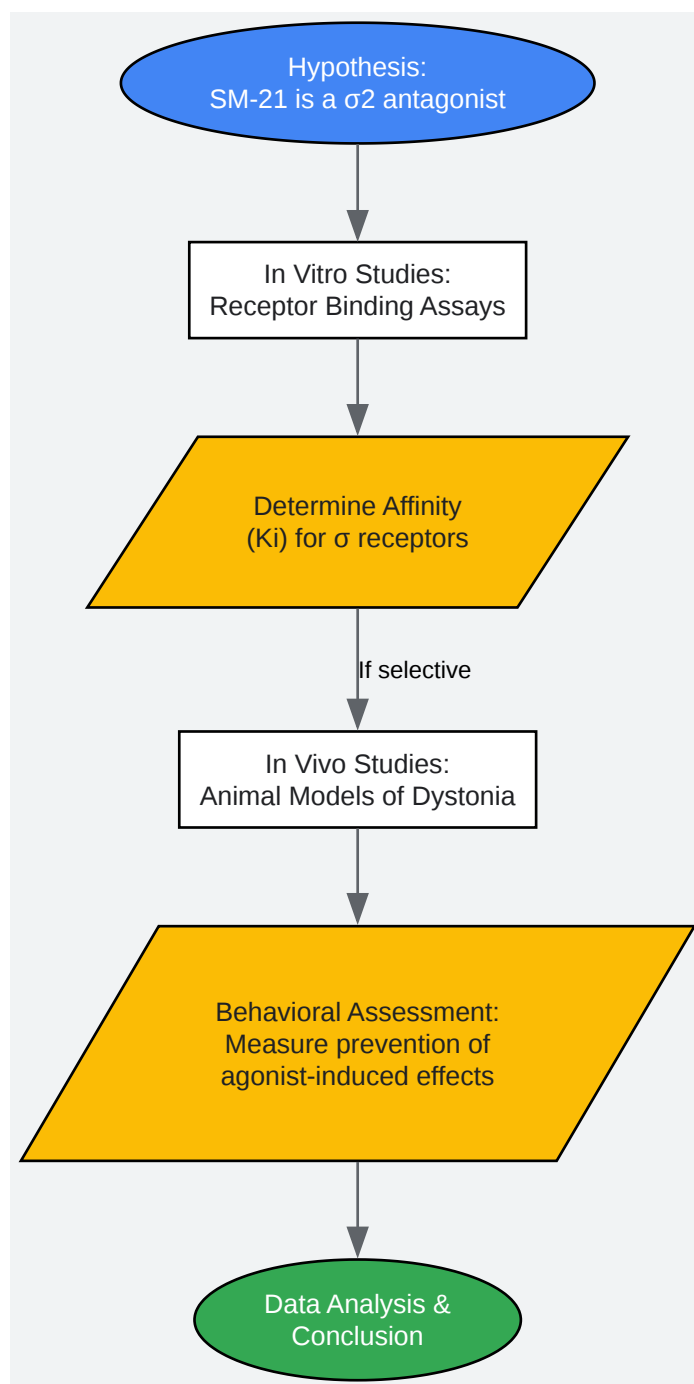 Hypothesis:
SM-21 is a σ2 antagonist
In Vitro Studies:
Receptor Binding Assays
Determine Affinity
(Ki) for σ receptors
If selective
In Vivo Studies:
Animal Models of Dystonia
Behavioral Assessment:
Measure prevention of
agonist-induced effects
Data Analysis &
Conclusion